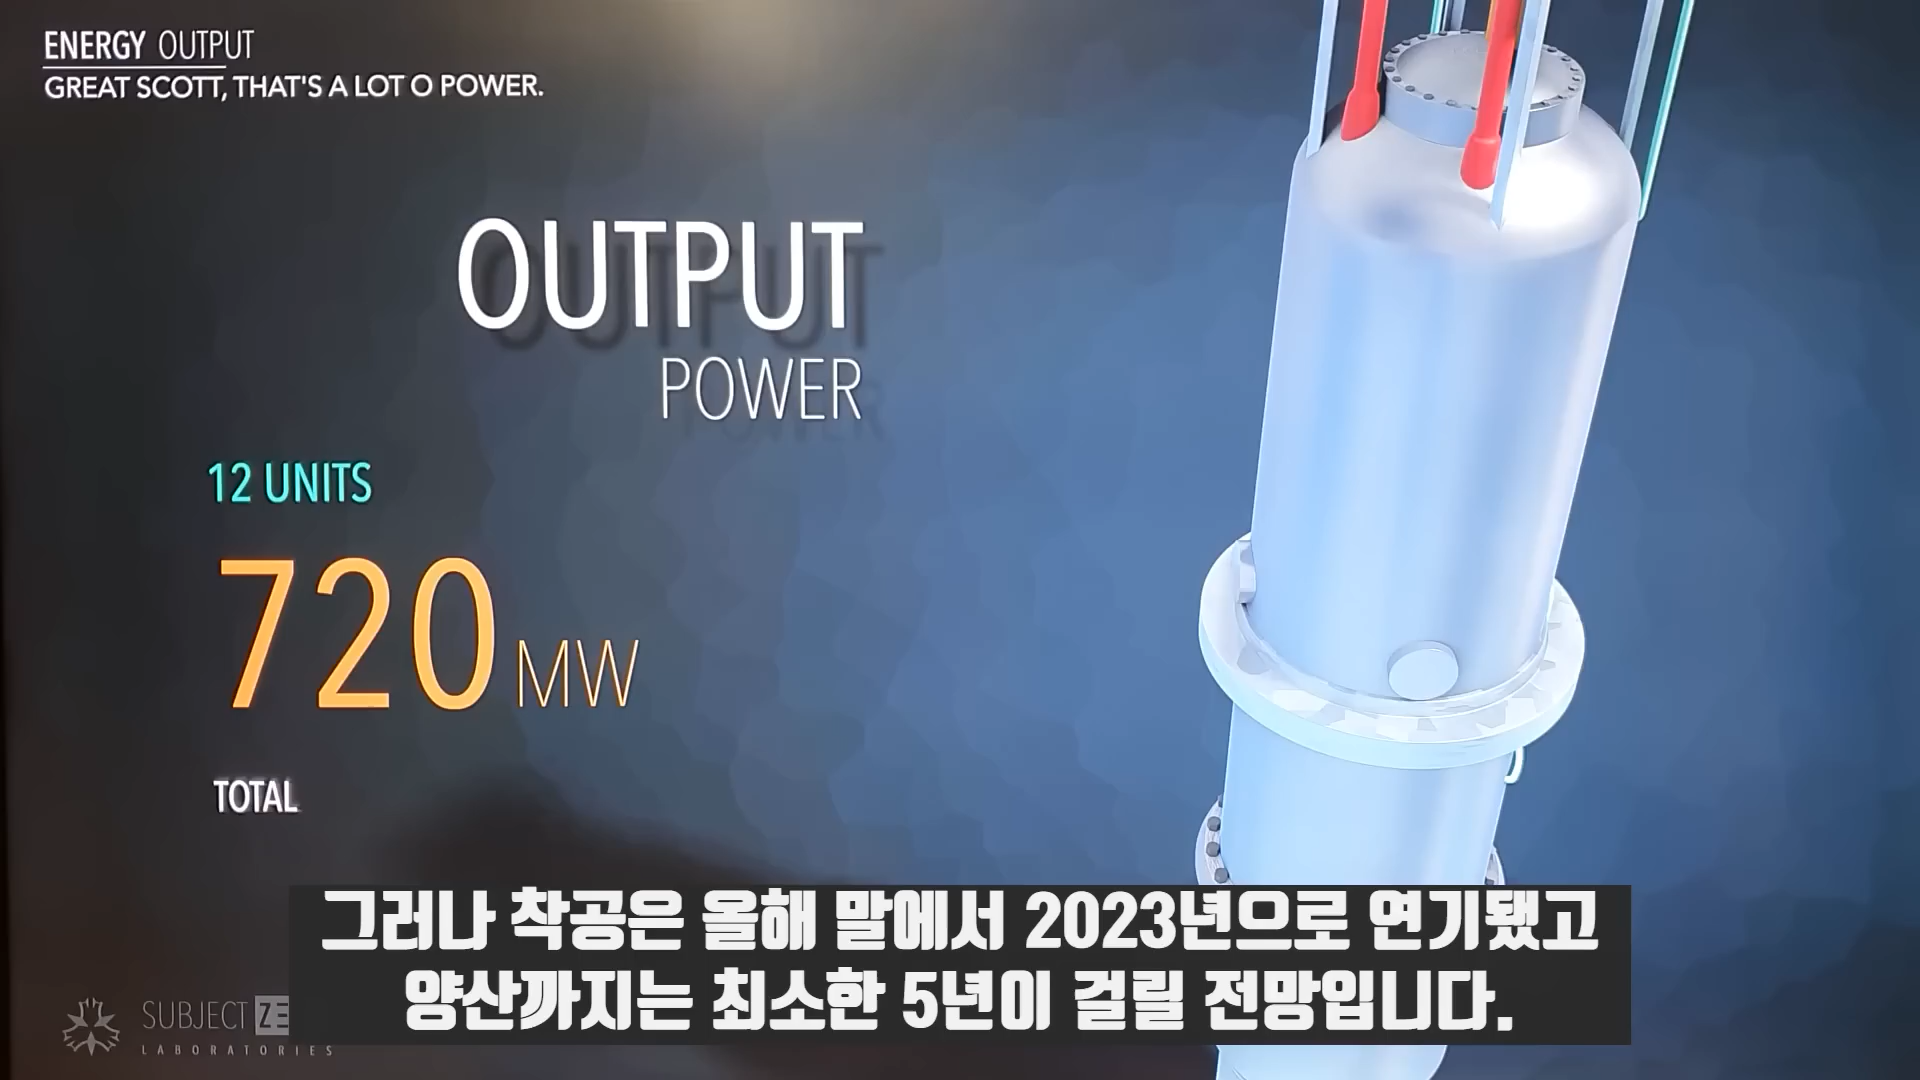 ENERGY OUTPUT
GREAT SCOTT, THAT'S A LOT O POWER.
OUTPUT
POWER
12 UNITS
720 MW
TOTAL
그러나 착공은 올해 말에서 2023년으로 연기됐고
양산까지는 최소한 5년이 걸릴 전망입니다.
SUBJECT ZE
LABORATORIES